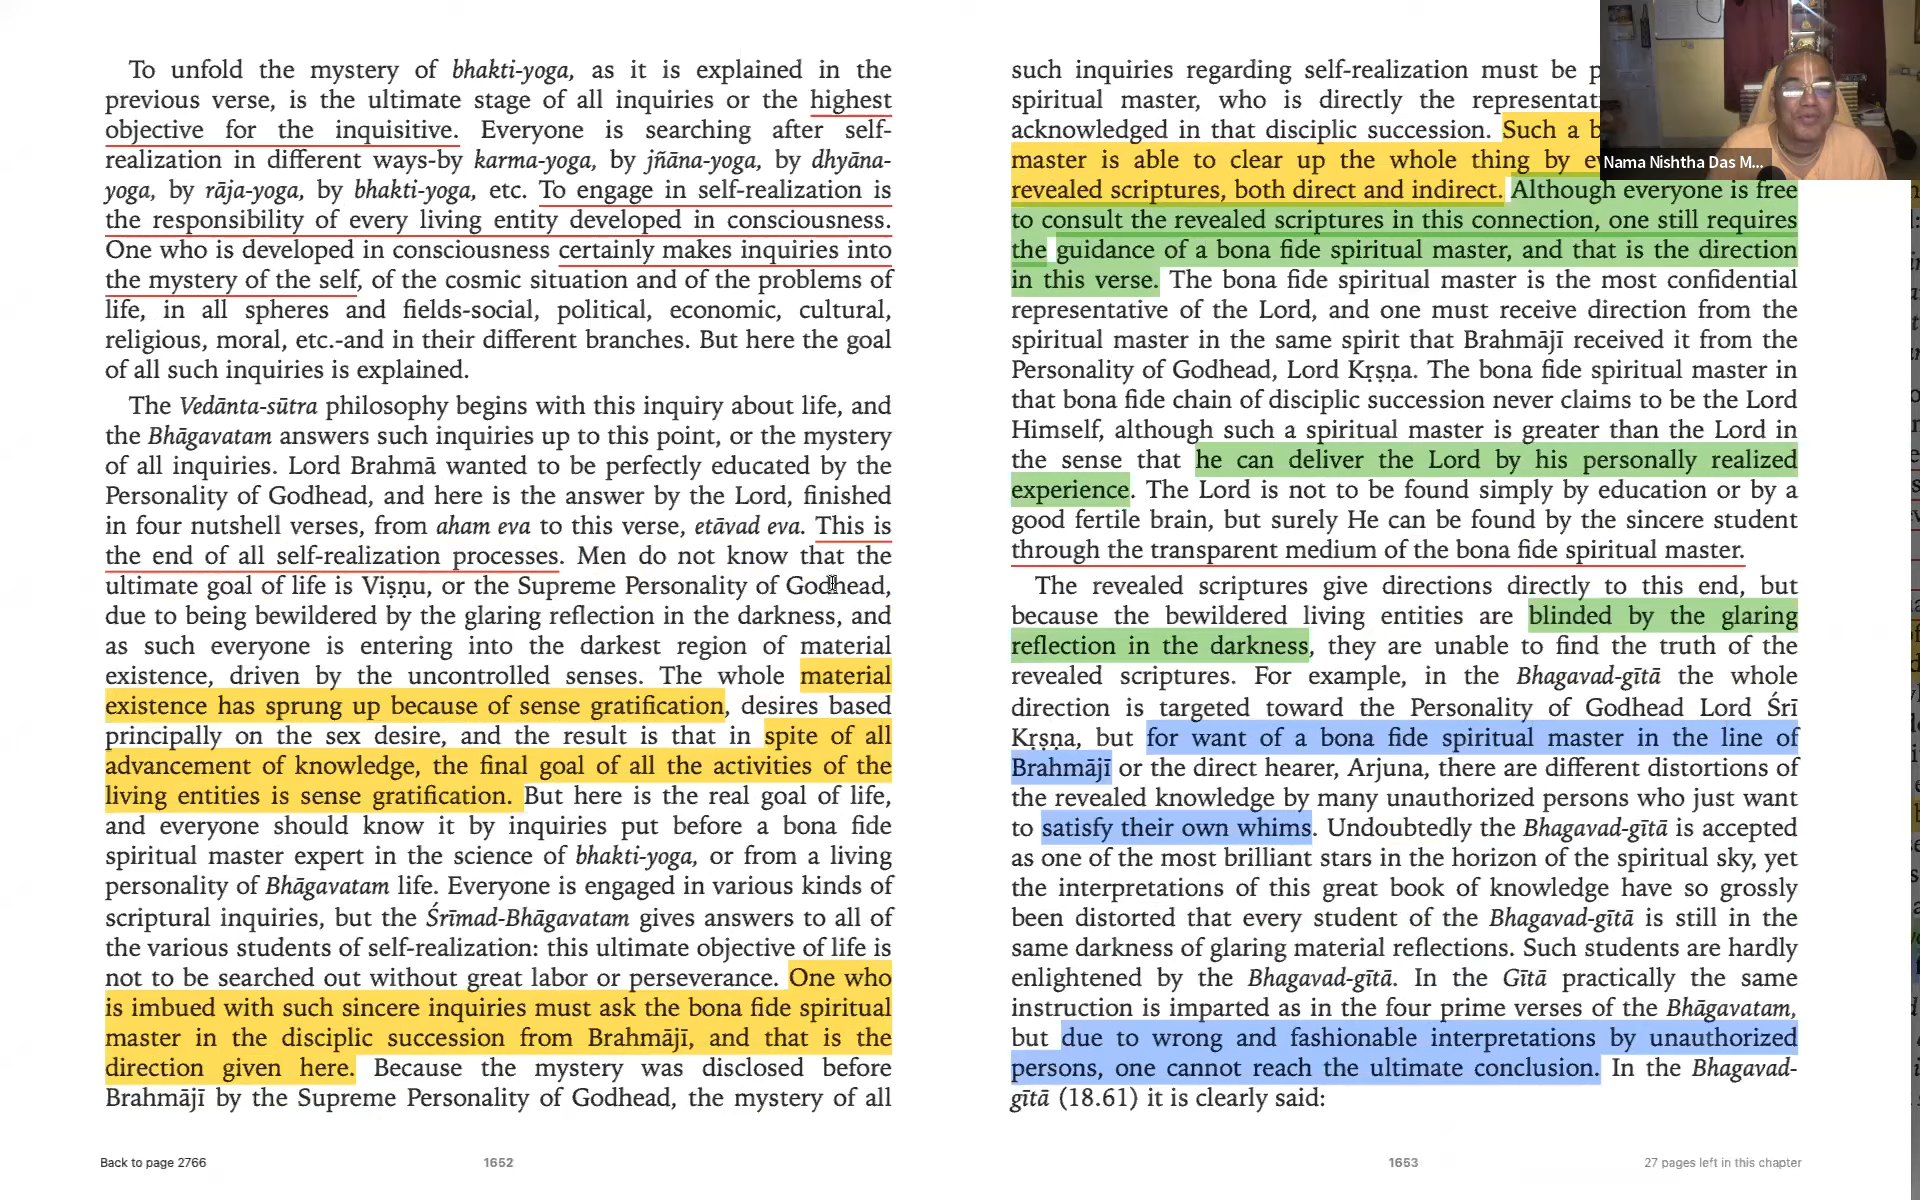 To unfold the mystery of bhakti-yoga, as it is explained in the
previous verse, is the ultimate stage of all inquiries or the highest
objective for the inquisitive. Everyone is searching after self-
realization in different ways-by karma-yoga, by jñāna-yoga, by dhyāna-
yoga, by rāja-yoga, by bhakti-yoga, etc. To engage in self-realization is
the responsibility of every living entity developed in consciousness.
One who is developed in consciousness certainly makes inquiries into
the mystery of the self, of the cosmic situation and of the problems of
life, in all spheres and fields-social, political, economic, cultural,
religious, moral, etc.-and in their different branches. But here the goal
of all such inquiries is explained.
The Vedānta-sūtra philosophy begins with this inquiry about life, and
the Bhāgavatam answers such inquiries up to this point, or the mystery
of all inquiries. Lord Brahmā wanted to be perfectly educated by the
Personality of Godhead, and here is the answer by the Lord, finished
in four nutshell verses, from aham eva to this verse, etāvad eva. This is
the end of all self-realization processes. Men do not know that the
ultimate goal of life is Viṣṇu, or the Supreme Personality of Godhead,
due to being bewildered by the glaring reflection in the darkness, and
as such everyone is entering into the darkest region of material
existence, driven by the uncontrolled senses. The whole material
existence has sprung up because of sense gratification, desires based
principally on the sex desire, and the result is that in spite of all
advancement of knowledge, the final goal of all the activities of the
living entities is sense gratification. But here is the real goal of life,
and everyone should know it by inquiries put before a bona fide
spiritual master expert in the science of bhakti-yoga, or from a living
personality of Bhāgavatam life. Everyone is engaged in various kinds of
scriptural inquiries, but the Śrīmad-Bhāgavatam gives answers to all of
the various students of self-realization: this ultimate objective of life is
not to be searched out without great labor or perseverance. One who
is imbued with such sincere inquiries must ask the bona fide spiritual
master in the disciplic succession from Brahmājī, and that is the
direction given here. Because the mystery was disclosed before
Brahmājī by the Supreme Personality of Godhead, the mystery of all
Back to page 2766
1652
such inquiries regarding self-realization must be p
spiritual master, who is directly the representat
acknowledged in that disciplic succession. Such a b
master is able to clear up the whole thing by e
revealed scriptures, both direct and indirect. Although everyone is free
to consult the revealed scriptures in this connection, one still requires
the guidance of a bona fide spiritual master, and that is the direction
in this verse. The bona fide spiritual master is the most confidential
representative of the Lord, and one must receive direction from the
spiritual master in the same spirit that Brahmājī received it from the
Personality of Godhead, Lord Kṛṣṇa. The bona fide spiritual master in
that bona fide chain of disciplic succession never claims to be the Lord
Himself, although such a spiritual master is greater than the Lord in
the sense that he can deliver the Lord by his personally realized
experience. The Lord is not to be found simply by education or by a
good fertile brain, but surely He can be found by the sincere student
through the transparent medium of the bona fide spiritual master.
The revealed scriptures give directions directly to this end, but
because the bewildered living entities are blinded by the glaring
reflection in the darkness, they are unable to find the truth of the
revealed scriptures. For example, in the Bhagavad-gītā the whole
direction is targeted toward the Personality of Godhead Lord Śrī
Kṛṣṇa, but for want of a bona fide spiritual master in the line of
Brahmājī or the direct hearer, Arjuna, there are different distortions of
the revealed knowledge by many unauthorized persons who just want
to satisfy their own whims. Undoubtedly the Bhagavad-gītā is accepted
as one of the most brilliant stars in the horizon of the spiritual sky, yet
the interpretations of this great book of knowledge have so grossly
been distorted that every student of the Bhagavad-gītā is still in the
same darkness of glaring material reflections. Such students are hardly
enlightened by the Bhagavad-gītā. In the Gītā practically the same
instruction is imparted as in the four prime verses of the Bhāgavatam,
but due to wrong and fashionable interpretations by unauthorized
persons, one cannot reach the ultimate conclusion. In the Bhagavad-
gītā (18.61) it is clearly said:
1653
27 pages left in this chapter
Nama Nishtha Das M...